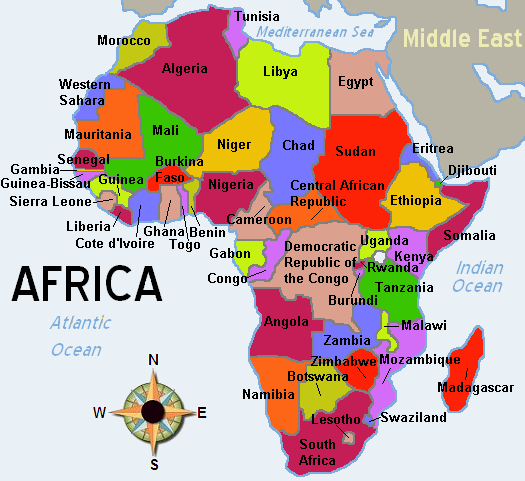 Tunisia
Mediterranean Sea
Middle East
Morocco
Algeria
Libya
Egypt
Western
Sahara
Mauritania
Mali
Niger
Chad
Sudan
Eritrea
Djibouti
Senegal
Gambia
Guinea-Bissau
Guinea
Sierra Leone
Burkina
Faso
Nigeria
Central African
Republic
Ethiopia
Liberia
Cote d'Ivoire
Ghana
Togo
Benin
Cameroon
Somalia
Gabon
Congo
Democratic
Republic of
the Congo
Uganda
Kenya
Rwanda
Burundi
Tanzania
Indian
Ocean
AFRICA
Atlantic
Ocean
Angola
Zambia
Malawi
Mozambique
Zimbabwe
Botswana
Namibia
Madagascar
Swaziland
Lesotho
South
Africa
N
W
E
S